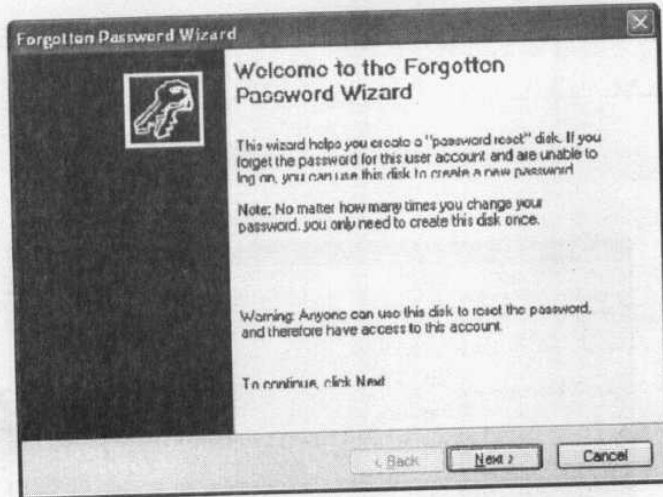 Forgotten Password Wizard
Welcome to the Forgotten
Password Wizard
This wizard helps you create a "password reset" disk. If you
forget the password for this user account and are unable to
log on, you can use this disk to create a new password
Note: No matter how many times you change your
password, you only need to create this disk once.
Warning: Anyone can use this disk to reset the password,
and therefore have access to this account.
To continue, click Next
< Back
Next >
Cancel